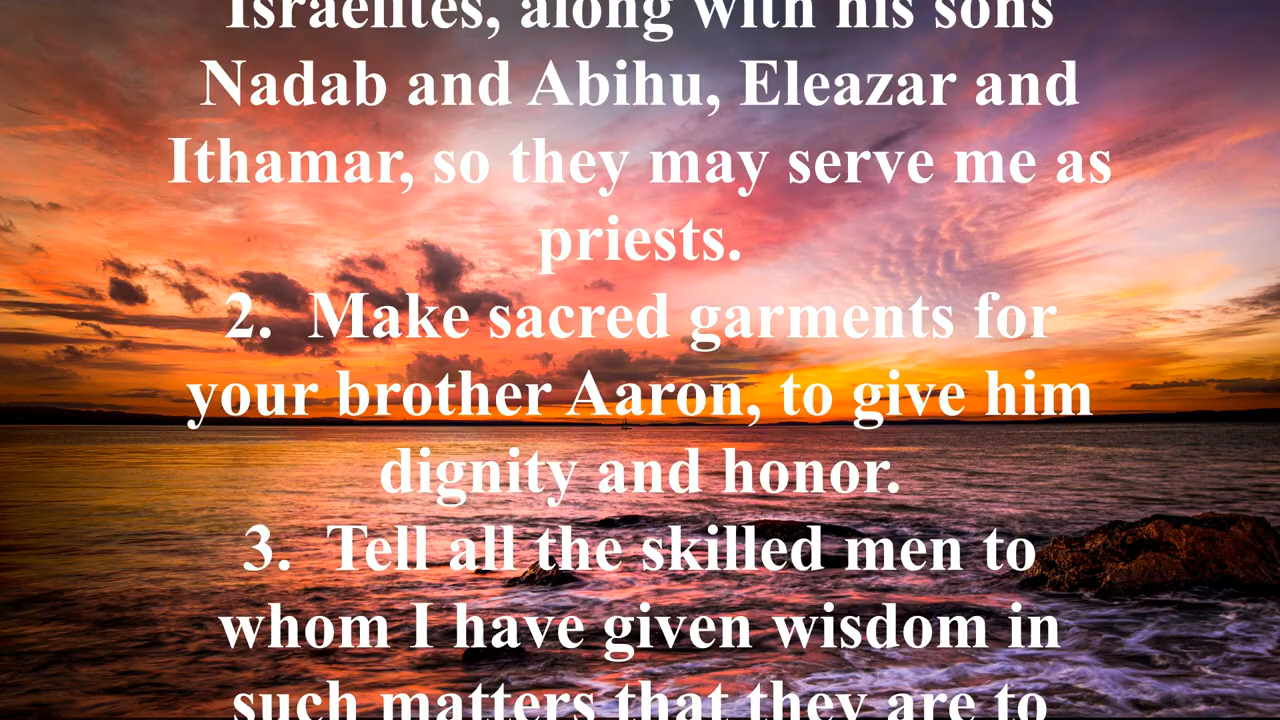 Israelites, along with his sons
Nadab and Abihu, Eleazar and
Ithamar, so they may serve me as
priests.
2.  Make sacred garments for
your brother Aaron, to give him
dignity and honor.
3.  Tell all the skilled men to
whom I have given wisdom in
such matters that they are to